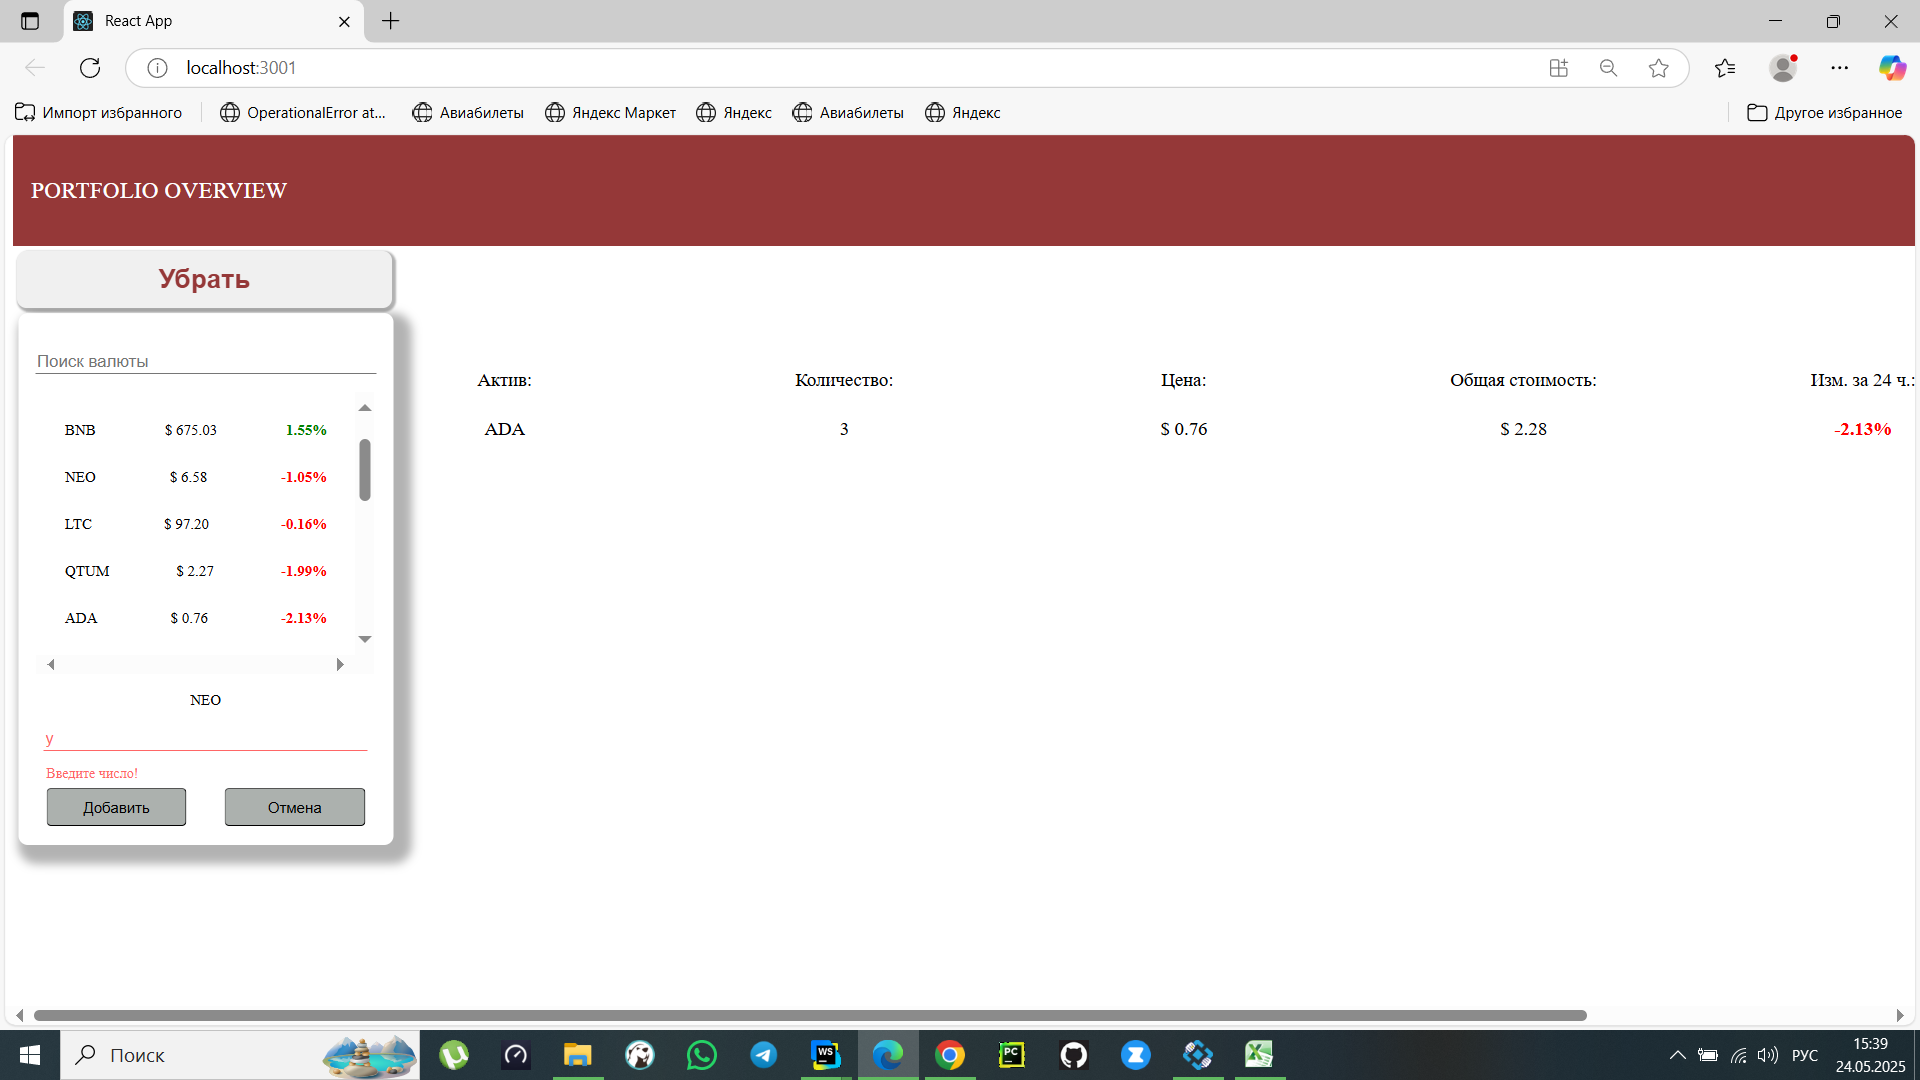 React App
localhost:3001
Импорт избранного
OperationalError at...
Авиабилеты
Яндекс Маркет
Яндекс
Авиабилеты
Яндекс
Другое избранное
PORTFOLIO OVERVIEW
Убрать
Поиск валюты
BNB $ 675.03 1.55%
NEO $ 6.58 -1.05%
LTC $ 97.20 -0.16%
QTUM $ 2.27 -1.99%
ADA $ 0.76 -2.13%
NEO
у
Введите число!
Добавить Отмена
Актив: Количество: Цена: Общая стоимость: Изм. за 24 ч.:
ADA 3 $ 0.76 $ 2.28 -2.13%
Поиск
WS
PC
РУС
15:39
24.05.2025